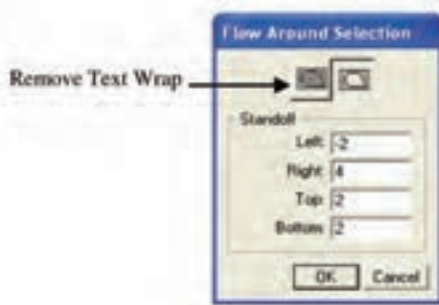 Flow Around Selection
Remove Text Wrap
Standoff
Left: -2
Right: 4
Top: 2
Bottom: 2
OK Cancel